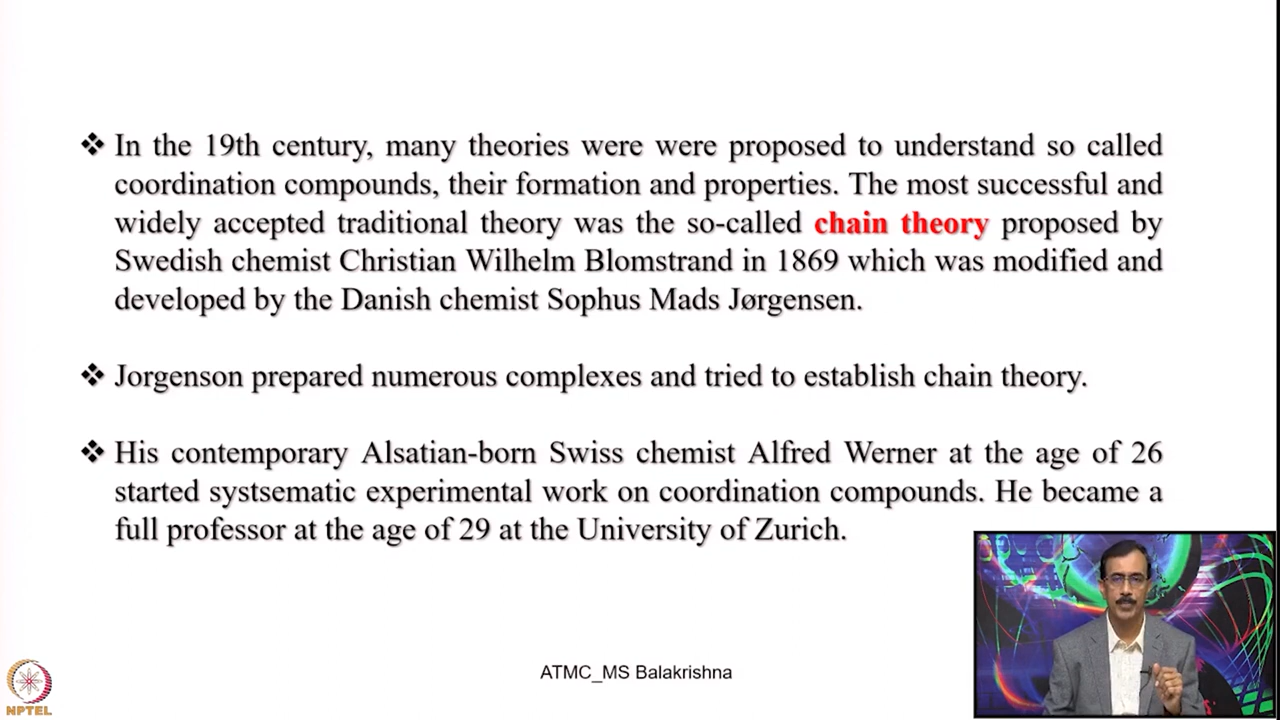 ❖ In the 19th century, many theories were were proposed to understand so called
coordination compounds, their formation and properties. The most successful and
widely accepted traditional theory was the so-called chain theory proposed by
Swedish chemist Christian Wilhelm Blomstrand in 1869 which was modified and
developed by the Danish chemist Sophus Mads Jørgensen.
❖ Jorgenson prepared numerous complexes and tried to establish chain theory.
❖ His contemporary Alsatian-born Swiss chemist Alfred Werner at the age of 26
started systsematic experimental work on coordination compounds. He became a
full professor at the age of 29 at the University of Zurich.
ATMC_MS Balakrishna
NPTEL